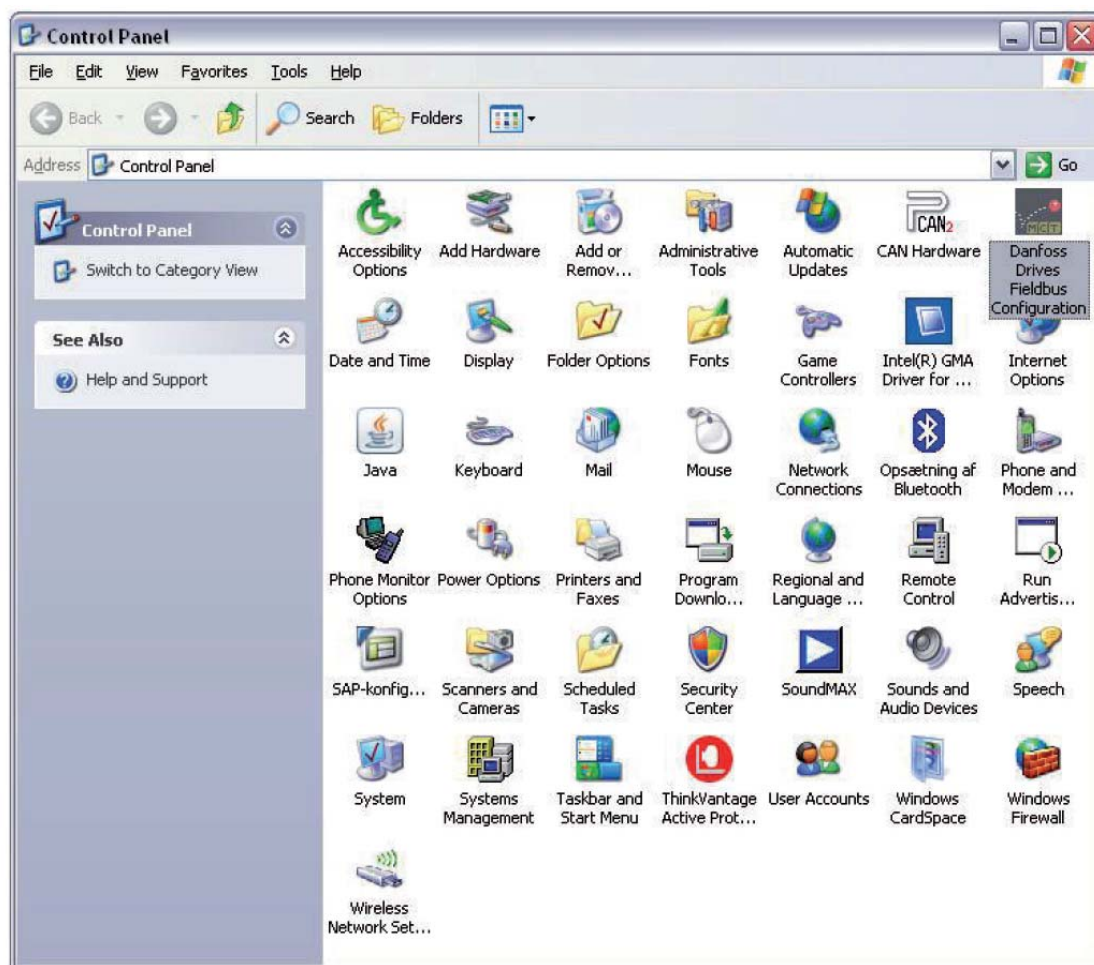 Control Panel
File Edit View Favorites Tools Help
Back Search Folders
Address Control Panel Go
Control Panel
Switch to Category View
See Also
Help and Support
Accessibility Options
Add Hardware
Add or Remov...
Administrative Tools
Automatic Updates
PCAN2
CAN Hardware
MCT
Danfoss Drives Fieldbus Configuration
Date and Time
Display
Folder Options
Fonts
Game Controllers
Intel(R) GMA Driver for ...
Internet Options
Java
Keyboard
Mail
Mouse
Network Connections
Opsætning af Bluetooth
Phone and Modem ...
Phone Monitor Options
Power Options
Printers and Faxes
Program Downlo...
Regional and Language ...
Remote Control
Run Advertis...
SAP-konfig...
Scanners and Cameras
Scheduled Tasks
Security Center
SoundMAX
Sounds and Audio Devices
Speech
System
Systems Management
Taskbar and Start Menu
ThinkVantage Active Prot...
User Accounts
Windows CardSpace
Windows Firewall
Wireless Network Set...